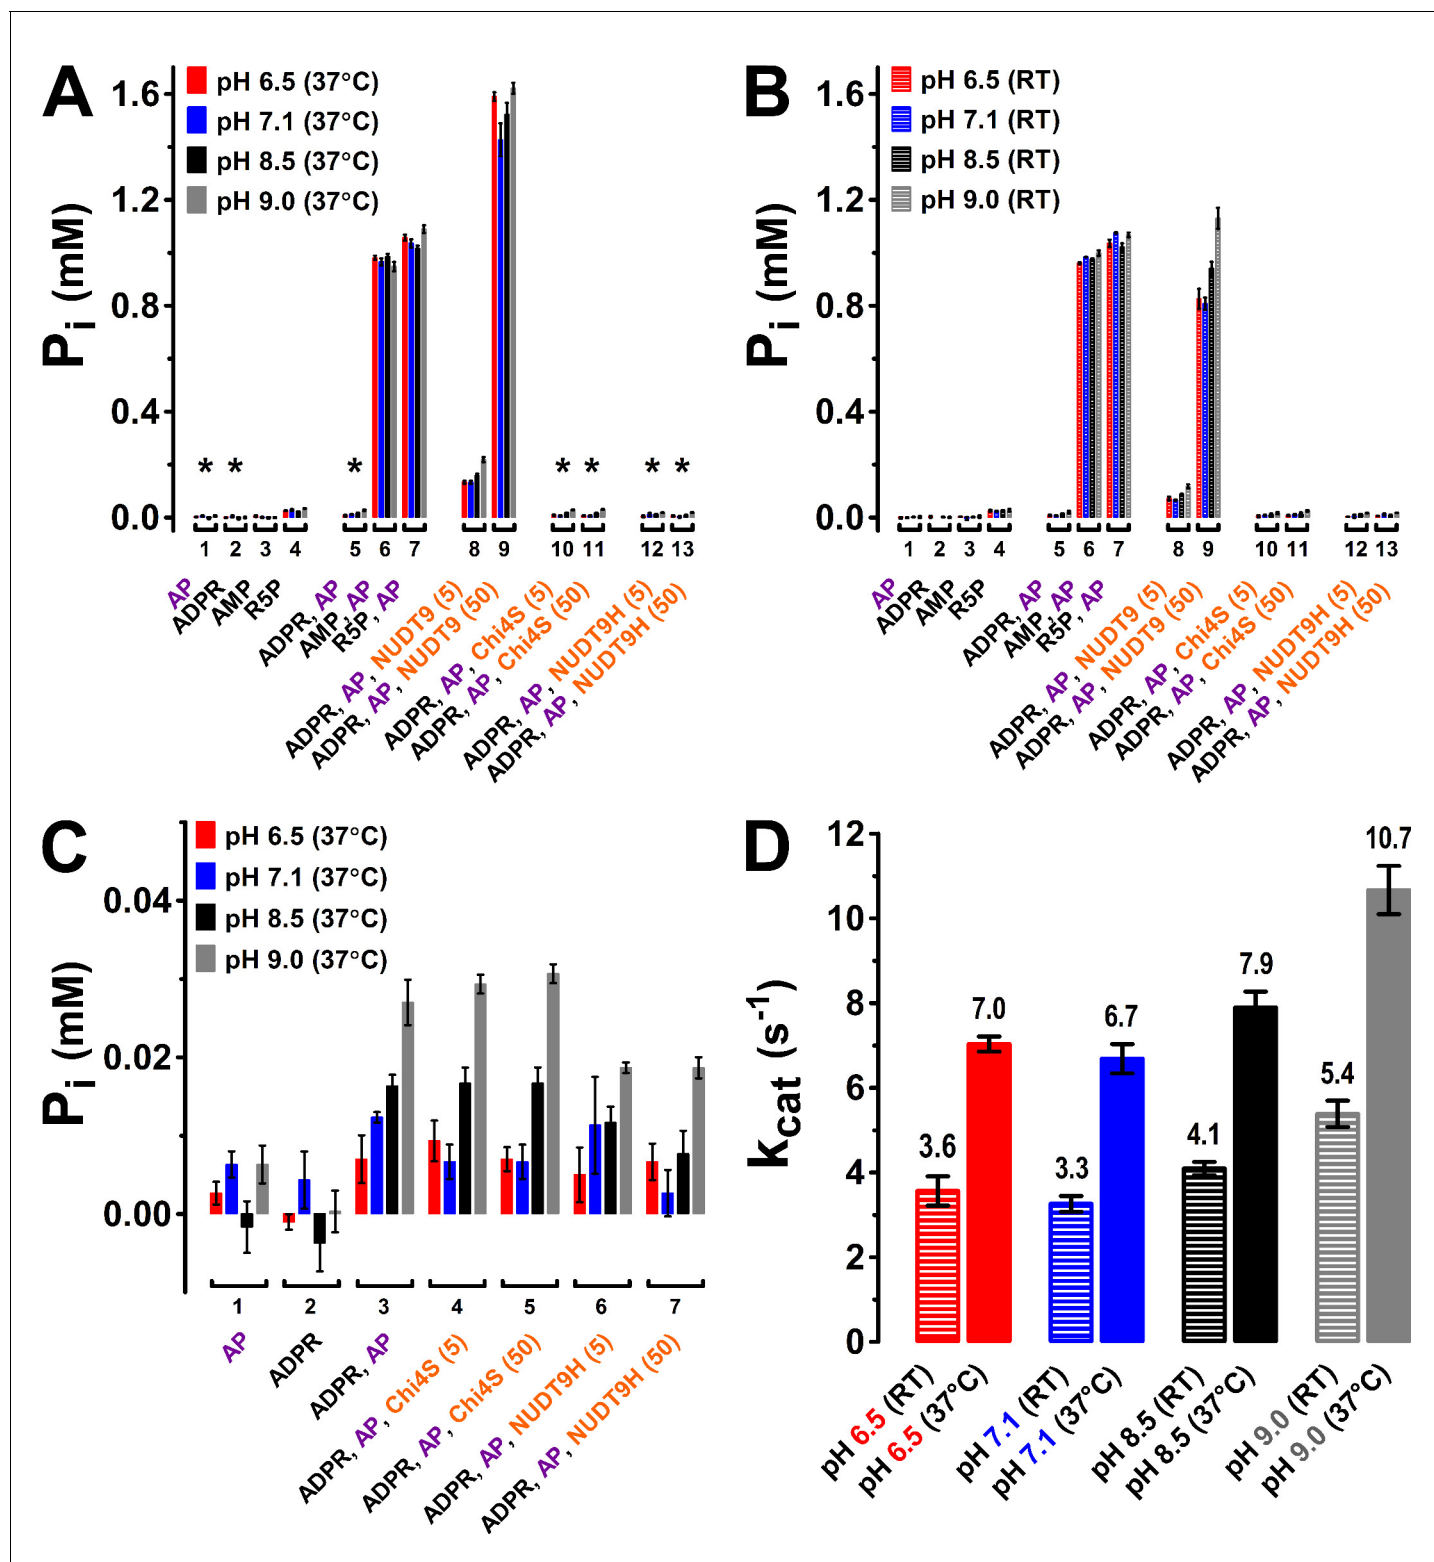 A
pH 6.5 (37°C)
pH 7.1 (37°C)
pH 8.5 (37°C)
pH 9.0 (37°C)
Pi (mM)
1.6
1.2
0.8
0.4
0.0
* * * * * * *
1 2 3 4 5 6 7 8 9 10 11 12 13
AP
ADPR
AMP
R5P
ADPR, AP
AMP, AP
R5P, AP
ADPR, AP, NUDT9 (5)
ADPR, AP, NUDT9 (50)
ADPR, AP, Chi4S (5)
ADPR, AP, Chi4S (50)
ADPR, AP, NUDT9H (5)
ADPR, AP, NUDT9H (50)
B
pH 6.5 (RT)
pH 7.1 (RT)
pH 8.5 (RT)
pH 9.0 (RT)
Pi (mM)
1.6
1.2
0.8
0.4
0.0
1 2 3 4 5 6 7 8 9 10 11 12 13
AP
ADPR
AMP
R5P
ADPR, AP
AMP, AP
R5P, AP
ADPR, AP, NUDT9 (5)
ADPR, AP, NUDT9 (50)
ADPR, AP, Chi4S (5)
ADPR, AP, Chi4S (50)
ADPR, AP, NUDT9H (5)
ADPR, AP, NUDT9H (50)
C
pH 6.5 (37°C)
pH 7.1 (37°C)
pH 8.5 (37°C)
pH 9.0 (37°C)
Pi (mM)
0.04
0.02
0.00
1 2 3 4 5 6 7
AP
ADPR
ADPR, AP
ADPR, AP, Chi4S (5)
ADPR, AP, Chi4S (50)
ADPR, AP, NUDT9H (5)
ADPR, AP, NUDT9H (50)
D
kcat (s-1)
12
10
8
6
4
2
0
3.6
7.0
3.3
6.7
4.1
7.9
5.4
10.7
pH 6.5 (RT)
pH 6.5 (37°C)
pH 7.1 (RT)
pH 7.1 (37°C)
pH 8.5 (RT)
pH 8.5 (37°C)
pH 9.0 (RT)
pH 9.0 (37°C)